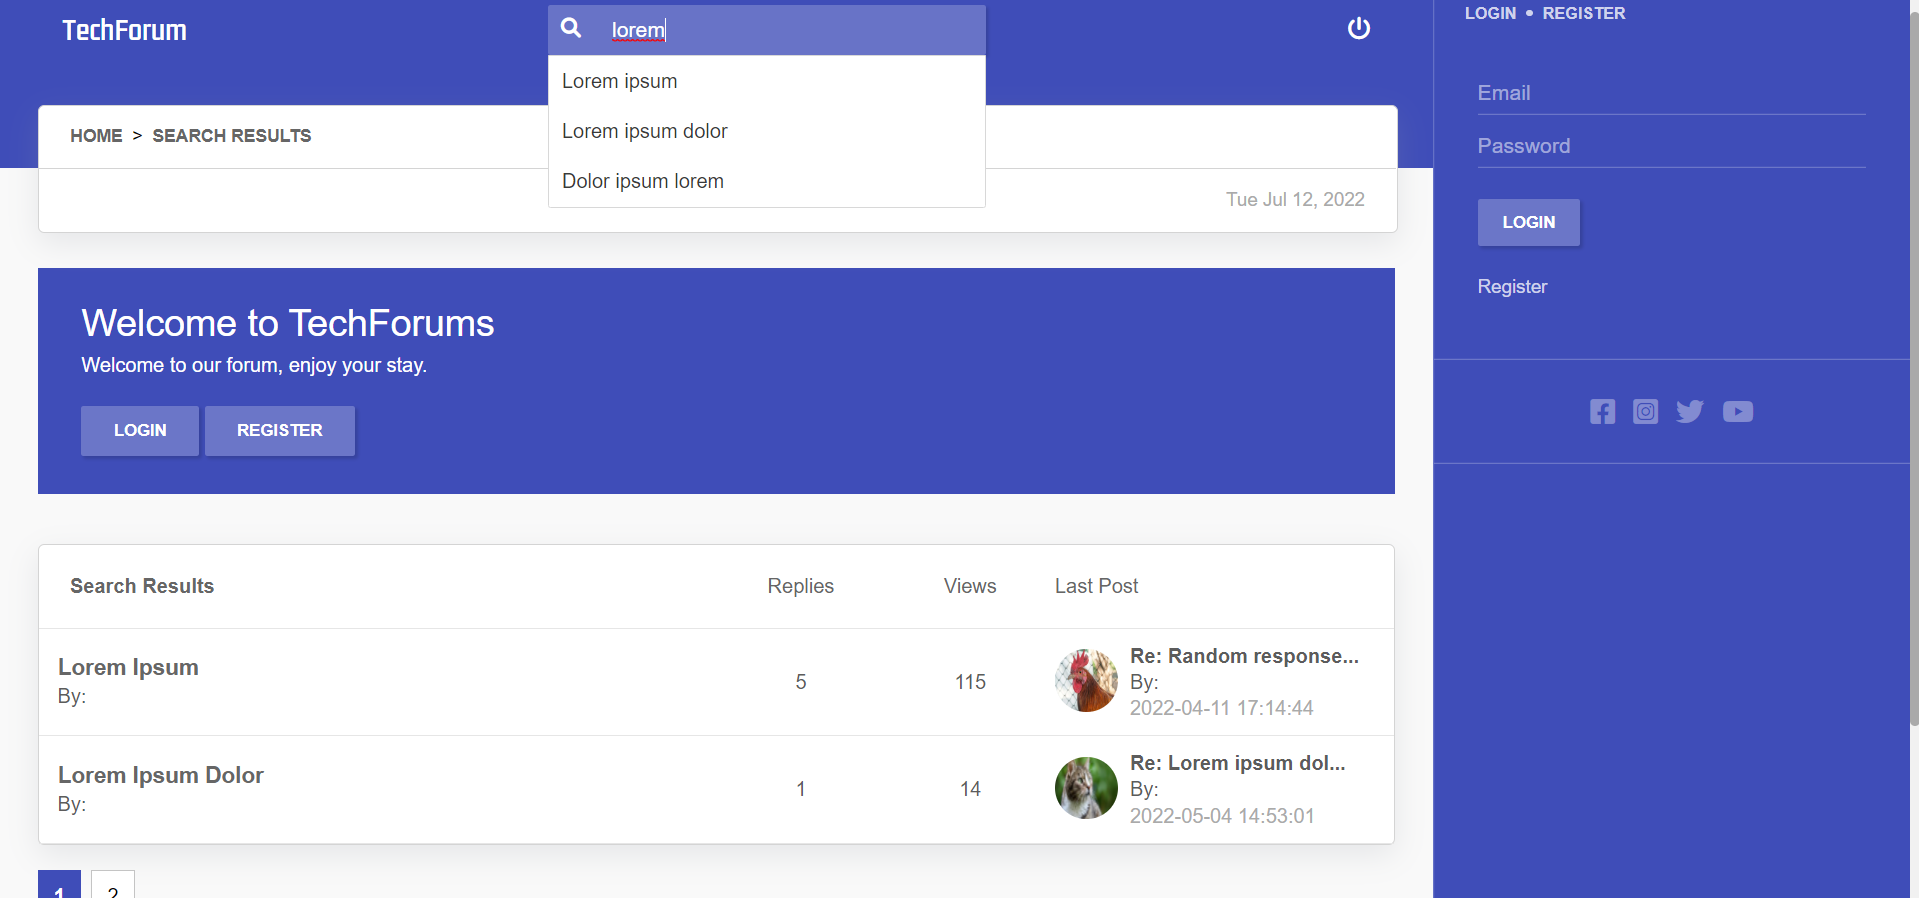 TechForum
lorem
Lorem ipsum
Lorem ipsum dolor
Dolor ipsum lorem
HOME > SEARCH RESULTS
Tue Jul 12, 2022
Welcome to TechForums
Welcome to our forum, enjoy your stay.
LOGIN REGISTER
Search Results Replies Views Last Post
Lorem Ipsum
By:
5 115
Re: Random response...
By:
2022-04-11 17:14:44
Lorem Ipsum Dolor
By:
1 14
Re: Lorem ipsum dol...
By:
2022-05-04 14:53:01
1 2
LOGIN • REGISTER
Email
Password
LOGIN
Register